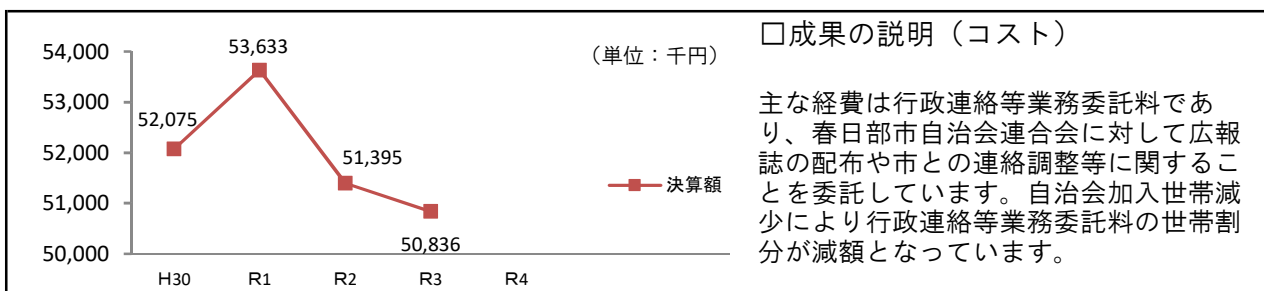 54,000
53,000
52,000
51,000
50,000
H30
R1
R2
R3
R4
52,075
53,633
51,395
50,836
（単位：千円）
決算額
□成果の説明（コスト）
主な経費は行政連絡等業務委託料であ
り、春日部市自治会連合会に対して広報
誌の配布や市との連絡調整等に関するこ
とを委託しています。自治会加入世帯減
少により行政連絡等業務委託料の世帯割
分が減額となっています。